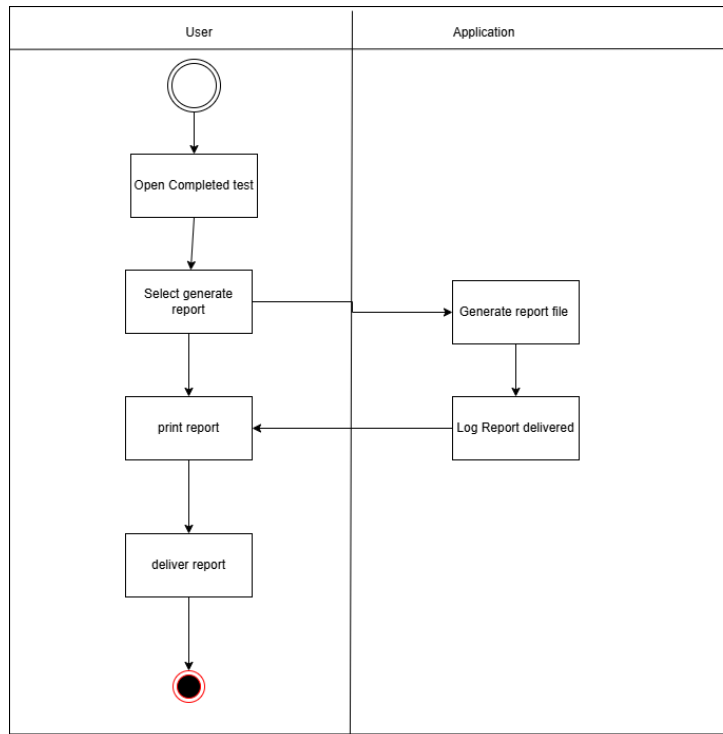 User
Application
Open Completed test
Select generate
report
Generate report file
print report
Log Report delivered
deliver report